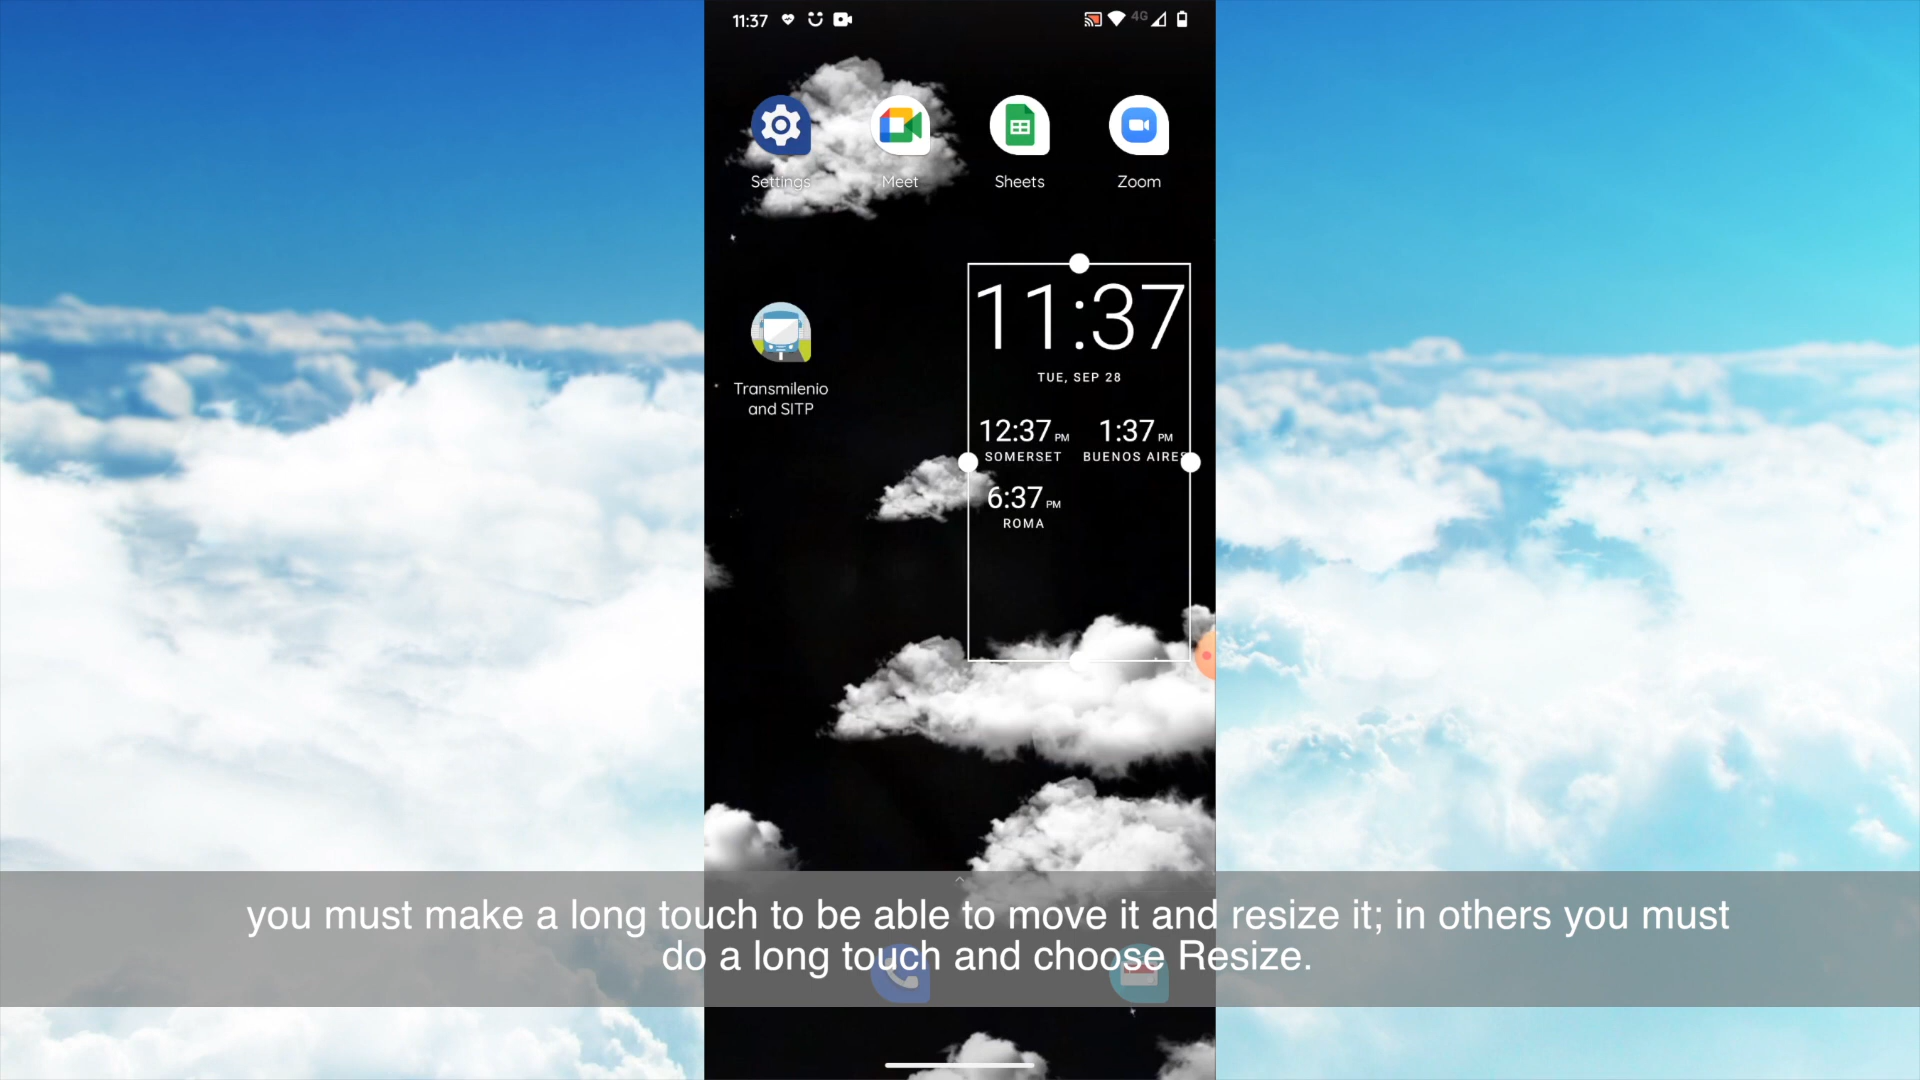 11:37
4G
Settings
Meet
Sheets
Zoom
11:37
TUE, SEP 28
Transmilenio
and SITP
12:37 PM
SOMERSET
1:37 PM
BUENOS AIRES
6:37 PM
ROMA
you must make a long touch to be able to move it and resize it; in others you must
do a long touch and choose Resize.